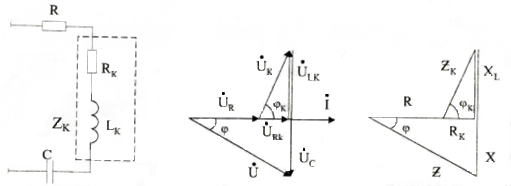 R
R_K
Z_K
L_K
C
U̇_K
U̇_LK
U̇_R
φ_K
İ
U̇_Rk
φ
U̇_C
U̇
Z_K
X_L
R
φ_K
R_K
φ
X
Z